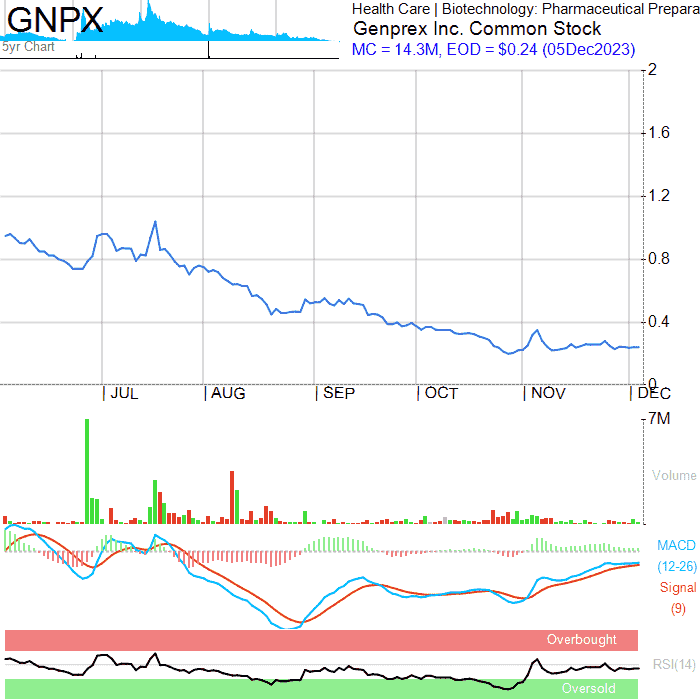 GNPX
5yr Chart
Health Care | Biotechnology: Pharmaceutical Prepara
Genprex Inc. Common Stock
MC = 14.3M, EOD = $0.24 (05Dec2023)
2
1.6
1.2
0.8
0.4
0
| JUL | AUG | SEP | OCT | NOV | DEC
7M
Volume
MACD
(12-26)
Signal
(9)
Overbought
RSI(14)
Oversold